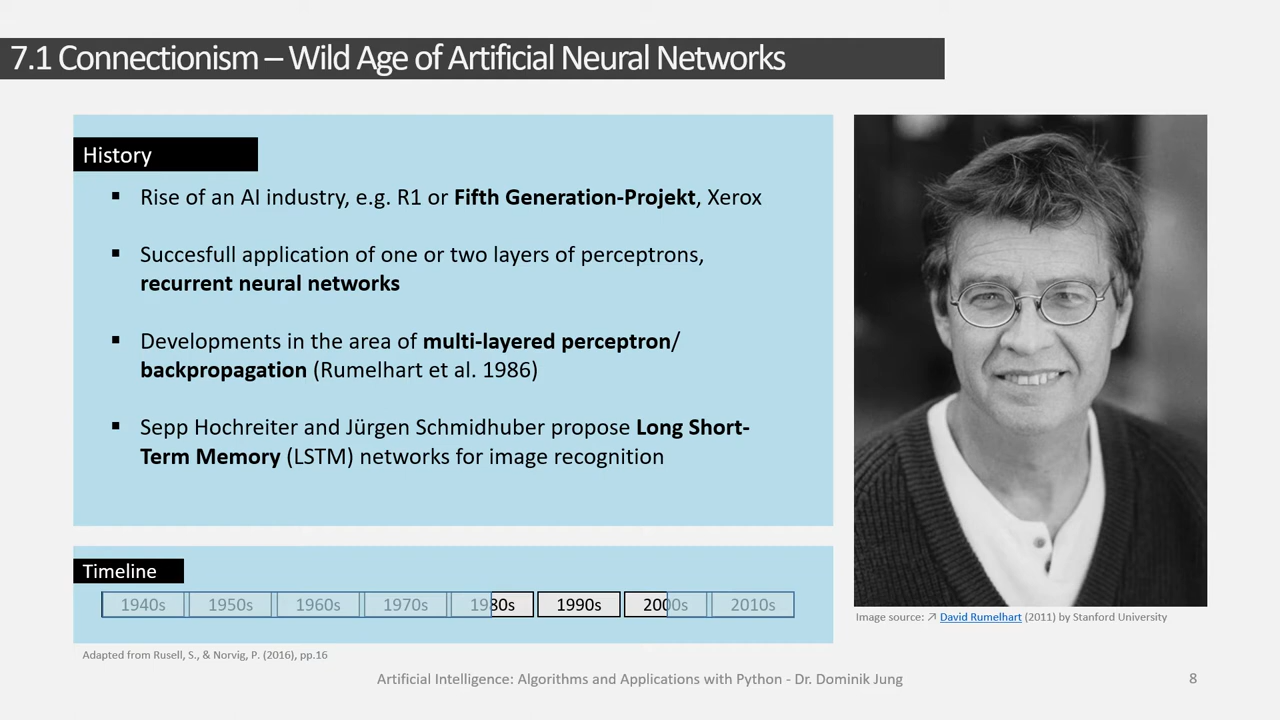 7.1 Connectionism – Wild Age of Artificial Neural Networks
History
▪ Rise of an AI industry, e.g. R1 or Fifth Generation-Projekt, Xerox
▪ Succesfull application of one or two layers of perceptrons,
recurrent neural networks
▪ Developments in the area of multi-layered perceptron/
backpropagation (Rumelhart et al. 1986)
▪ Sepp Hochreiter and Jürgen Schmidhuber propose Long Short-
Term Memory (LSTM) networks for image recognition
Timeline
1940s 1950s 1960s 1970s 1980s 1990s 2000s 2010s
Image source: ↗ David Rumelhart (2011) by Stanford University
Adapted from Rusell, S., & Norvig, P. (2016), pp.16
Artificial Intelligence: Algorithms and Applications with Python - Dr. Dominik Jung
8